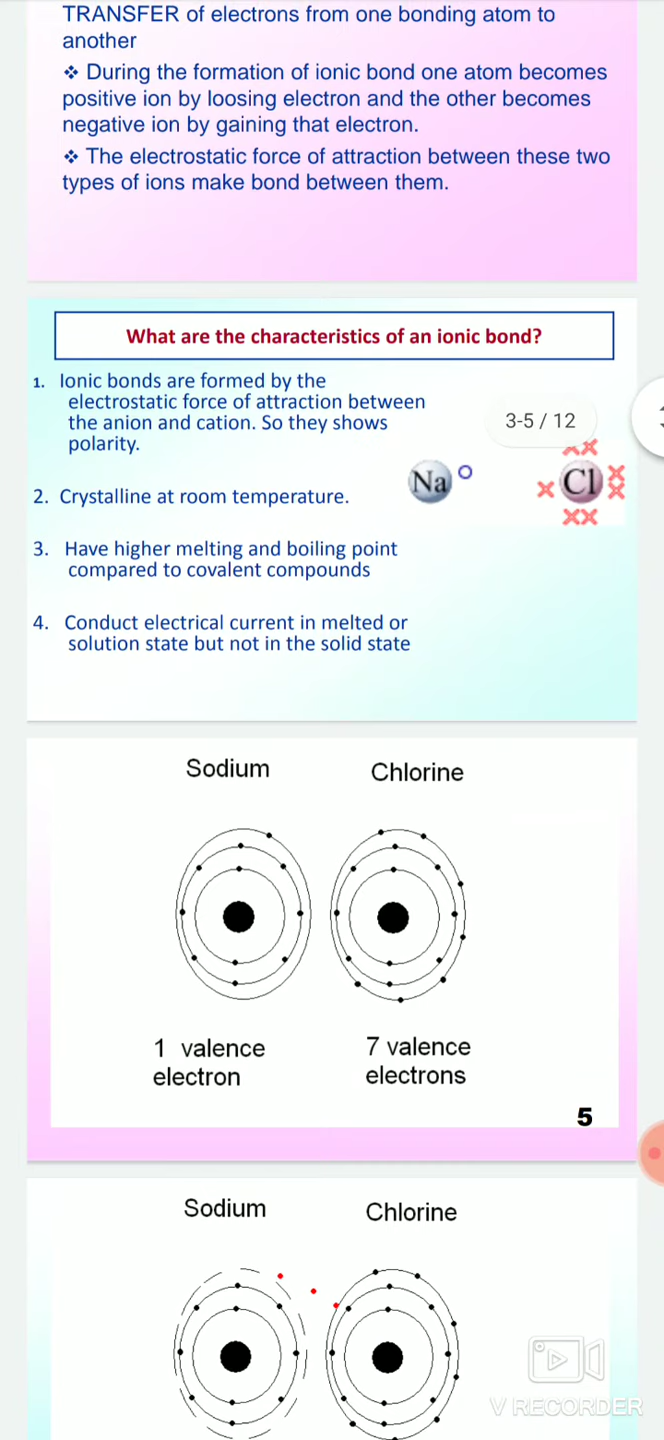 TRANSFER of electrons from one bonding atom to
another
❖ During the formation of ionic bond one atom becomes
positive ion by loosing electron and the other becomes
negative ion by gaining that electron.
❖ The electrostatic force of attraction between these two
types of ions make bond between them.
What are the characteristics of an ionic bond?
1. Ionic bonds are formed by the
electrostatic force of attraction between
the anion and cation. So they shows
polarity.
3-5 / 12
Na
Cl
2. Crystalline at room temperature.
3. Have higher melting and boiling point
compared to covalent compounds
4. Conduct electrical current in melted or
solution state but not in the solid state
Sodium
Chlorine
1 valence
electron
7 valence
electrons
5
Sodium
Chlorine
V RECORDER